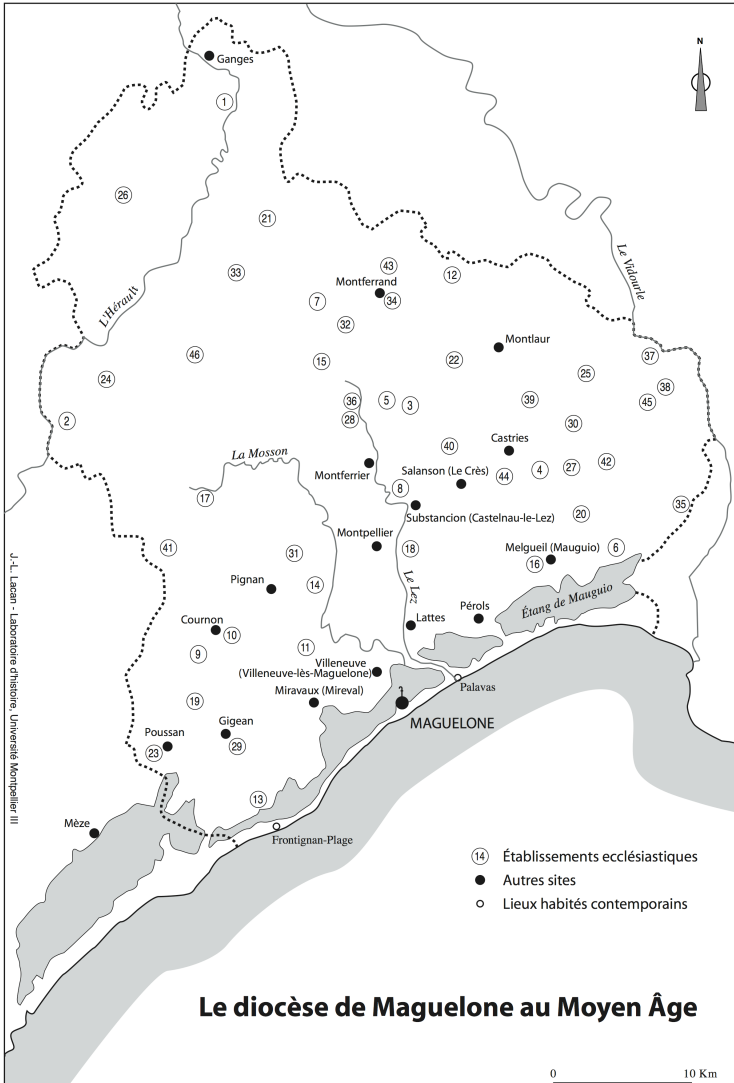 Ganges
N
1
26
21
43
12
33
Montferrand
34
7
L'Hérault
Le Vidourle
32
Montlaur
46
15
22
37
24
25
38
36
5
3
39
45
2
28
30
40
Castries
La Mosson
Montferrier
Salanson (Le Crès)
44
4
27
42
8
17
Substancion (Castelnau-le-Lez)
20
35
Montpellier
41
31
18
Melgueil (Mauguio)
6
16
Pignan
14
Le Lez
Étang de Mauguio
Cournon
10
Lattes
Pérols
9
11
Villeneuve
(Villeneuve-lès-Maguelone)
Palavas
19
Miravaux (Mireval)
MAGUELONE
Poussan
Gigean
23
29
13
Mèze
Frontignan-Plage
J.-L. Lacan - Laboratoire d'histoire, Université Montpellier III
14 Établissements ecclésiastiques
Autres sites
Lieux habités contemporains
Le diocèse de Maguelone au Moyen Âge
0 10 Km